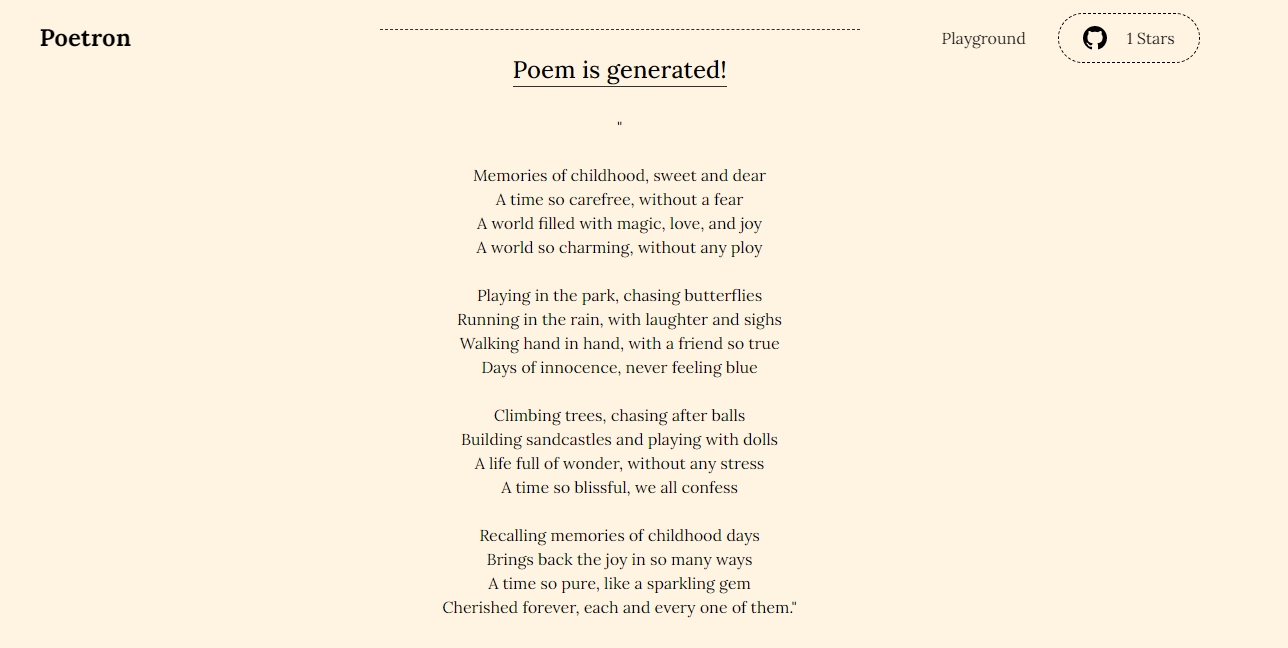 Poetron
Playground
1 Stars
Poem is generated!
"
Memories of childhood, sweet and dear
A time so carefree, without a fear
A world filled with magic, love, and joy
A world so charming, without any ploy
Playing in the park, chasing butterflies
Running in the rain, with laughter and sighs
Walking hand in hand, with a friend so true
Days of innocence, never feeling blue
Climbing trees, chasing after balls
Building sandcastles and playing with dolls
A life full of wonder, without any stress
A time so blissful, we all confess
Recalling memories of childhood days
Brings back the joy in so many ways
A time so pure, like a sparkling gem
Cherished forever, each and every one of them."